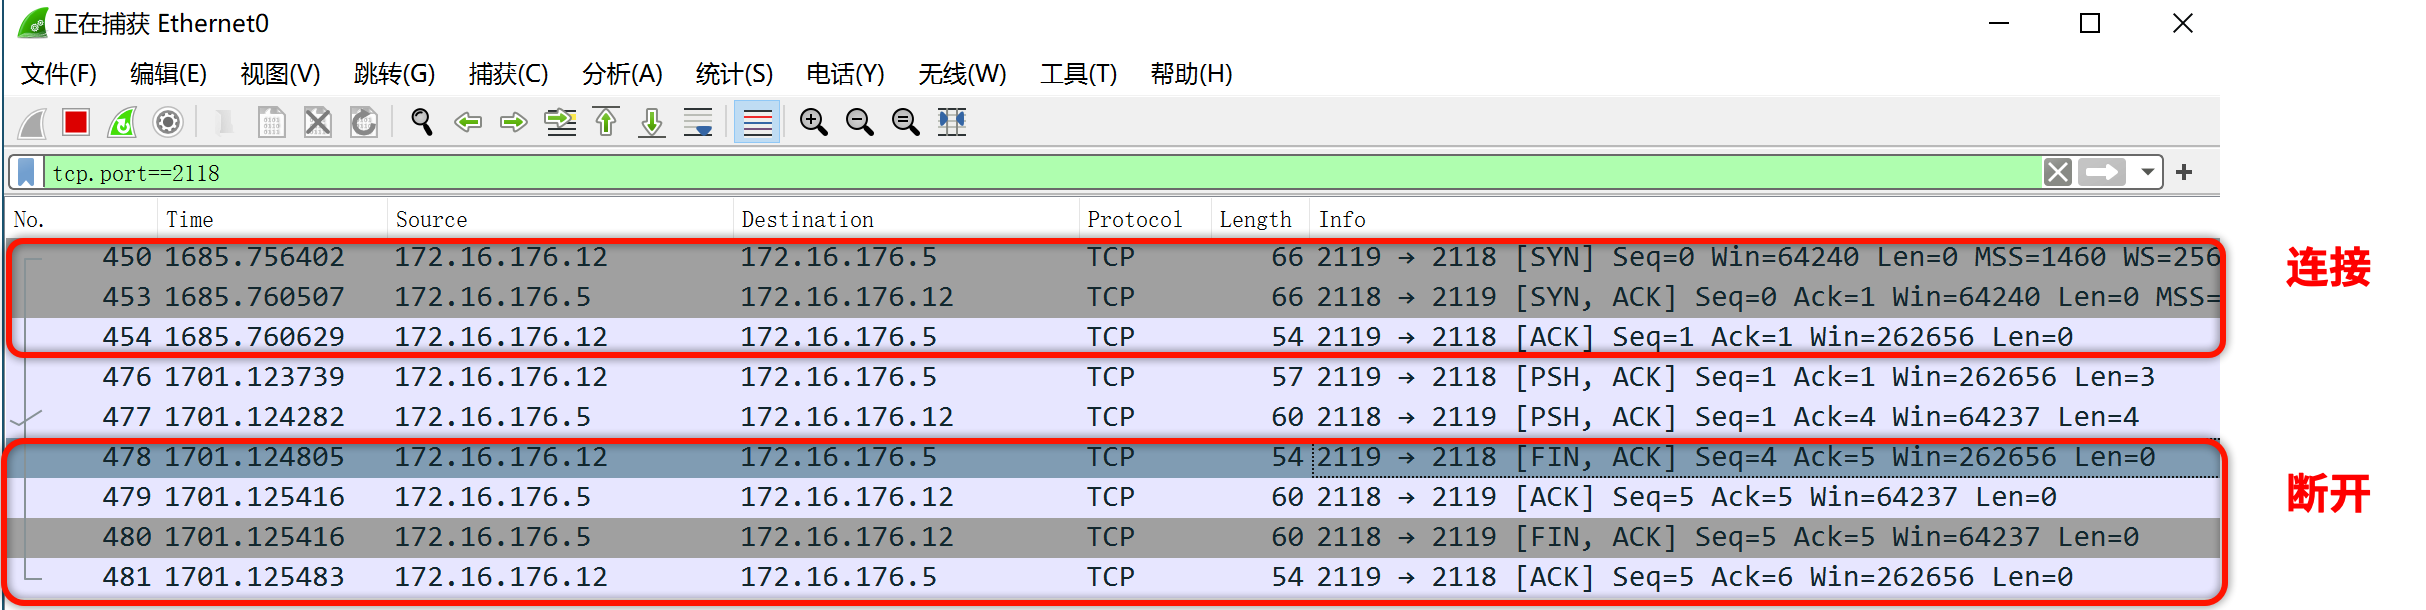 正在捕获 Ethernet0
文件(F) 编辑(E) 视图(V) 跳转(G) 捕获(C) 分析(A) 统计(S) 电话(Y) 无线(W) 工具(T) 帮助(H)
tcp.port==2118
No. Time Source Destination Protocol Length Info
450 1685.756402 172.16.176.12 172.16.176.5 TCP 66 2119 → 2118 [SYN] Seq=0 Win=64240 Len=0 MSS=1460 WS=256
453 1685.760507 172.16.176.5 172.16.176.12 TCP 66 2118 → 2119 [SYN, ACK] Seq=0 Ack=1 Win=64240 Len=0 MSS=
454 1685.760629 172.16.176.12 172.16.176.5 TCP 54 2119 → 2118 [ACK] Seq=1 Ack=1 Win=262656 Len=0
连接
476 1701.123739 172.16.176.12 172.16.176.5 TCP 57 2119 → 2118 [PSH, ACK] Seq=1 Ack=1 Win=262656 Len=3
477 1701.124282 172.16.176.5 172.16.176.12 TCP 60 2118 → 2119 [PSH, ACK] Seq=1 Ack=4 Win=64237 Len=4
478 1701.124805 172.16.176.12 172.16.176.5 TCP 54 2119 → 2118 [FIN, ACK] Seq=4 Ack=5 Win=262656 Len=0
479 1701.125416 172.16.176.5 172.16.176.12 TCP 60 2118 → 2119 [ACK] Seq=5 Ack=5 Win=64237 Len=0
480 1701.125416 172.16.176.5 172.16.176.12 TCP 60 2118 → 2119 [FIN, ACK] Seq=5 Ack=5 Win=64237 Len=0
481 1701.125483 172.16.176.12 172.16.176.5 TCP 54 2119 → 2118 [ACK] Seq=5 Ack=6 Win=262656 Len=0
断开